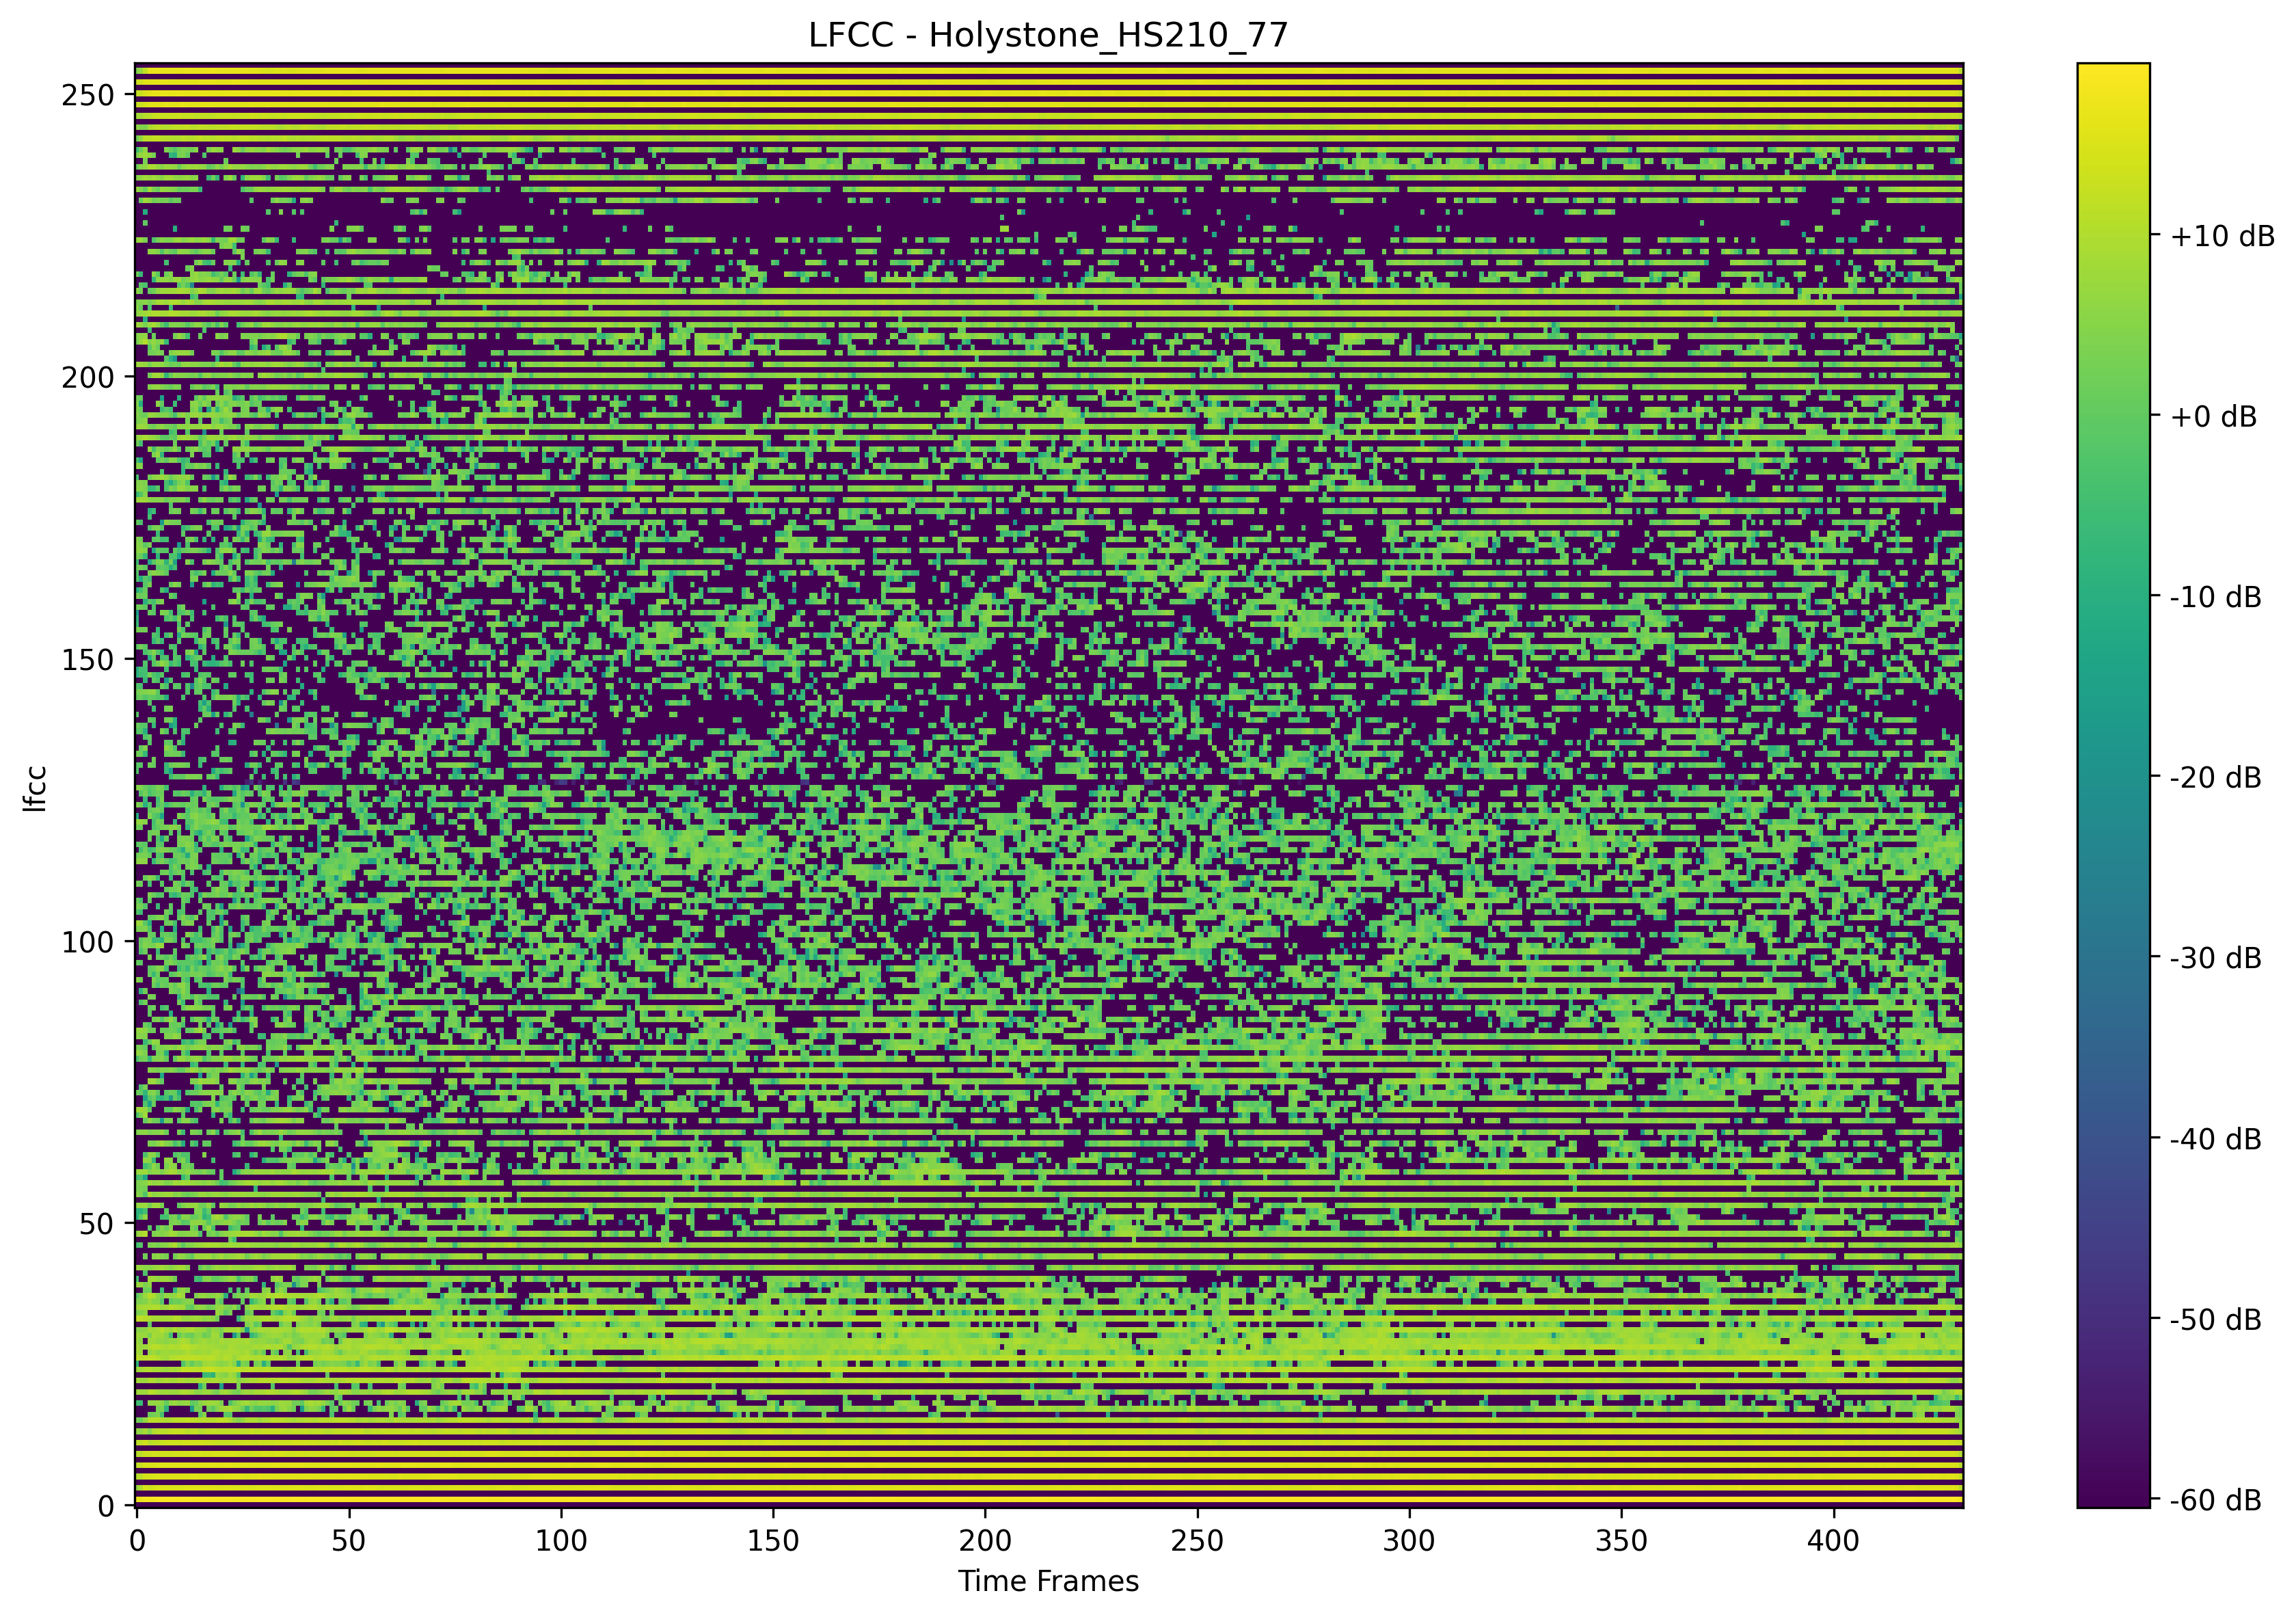 LFCC - Holystone_HS210_77
250
200
150
100
50
0
lfcc
0 50 100 150 200 250 300 350 400
Time Frames
+10 dB
+0 dB
-10 dB
-20 dB
-30 dB
-40 dB
-50 dB
-60 dB